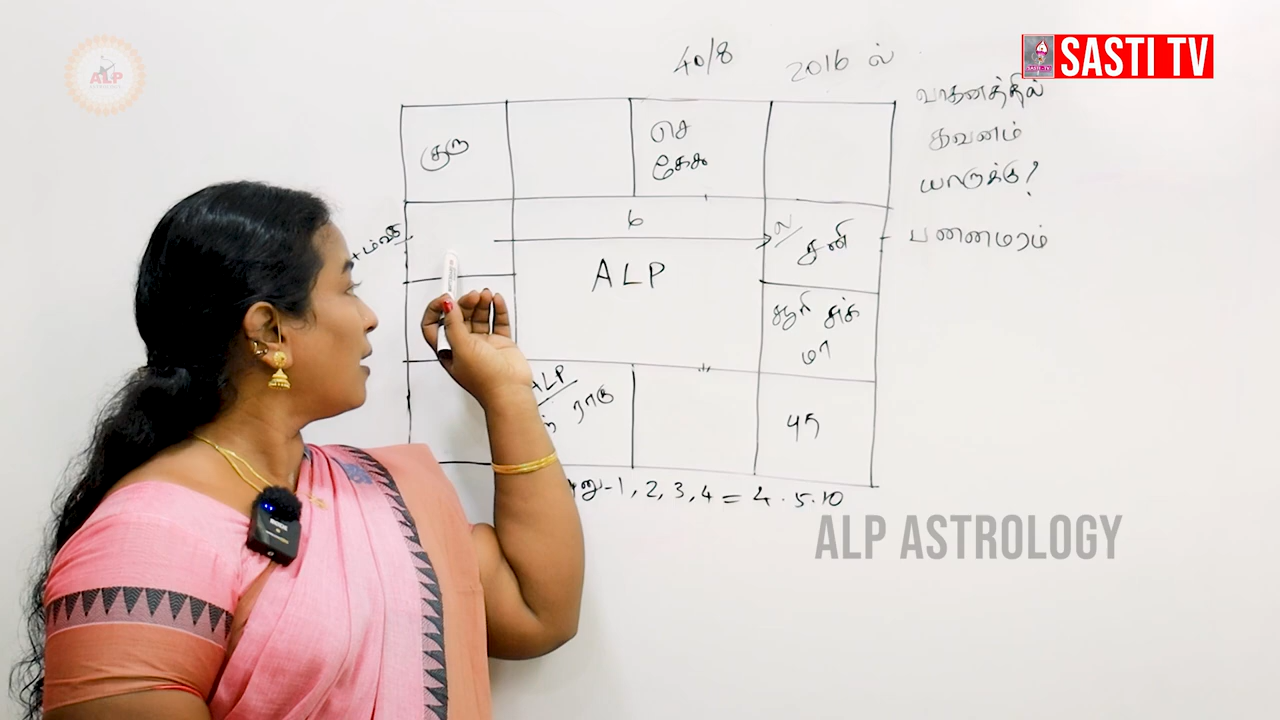 ALP
SASTI TV
40/8
2016 ல்
வாகனத்தில்
கவனம்
யாருக்கு?
பனைமரம்
குரு
செ
கேது
6
ல/
சனி
ALP
சூரி சுக்
மா
ALP
ராகு
45
1, 2, 3, 4 = 4 . 5 . 10
ALP ASTROLOGY